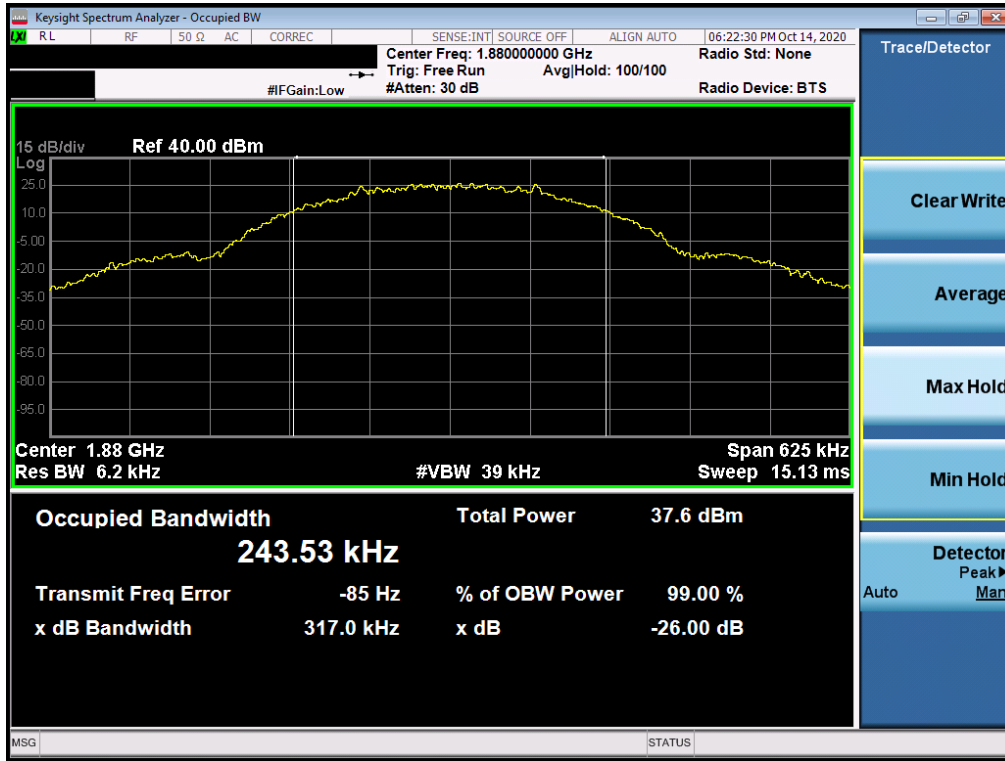 Keysight Spectrum Analyzer - Occupied BW
LXI RL RF 50 Ω AC CORREC SENSE:INT SOURCE OFF ALIGN AUTO 06:22:30 PM Oct 14, 2020
Center Freq: 1.880000000 GHz Radio Std: None
Trig: Free Run Avg|Hold: 100/100
#IFGain:Low #Atten: 30 dB Radio Device: BTS
15 dB/div Ref 40.00 dBm
Log
25.0
10.0
-5.00
-20.0
-35.0
-50.0
-65.0
-80.0
-95.0
Center 1.88 GHz Span 625 kHz
Res BW 6.2 kHz #VBW 39 kHz Sweep 15.13 ms
Occupied Bandwidth Total Power 37.6 dBm
243.53 kHz
Transmit Freq Error -85 Hz % of OBW Power 99.00 %
x dB Bandwidth 317.0 kHz x dB -26.00 dB
MSG STATUS
Trace/Detector
Clear Write
Average
Max Hold
Min Hold
Detector
Peak▶
Auto Man